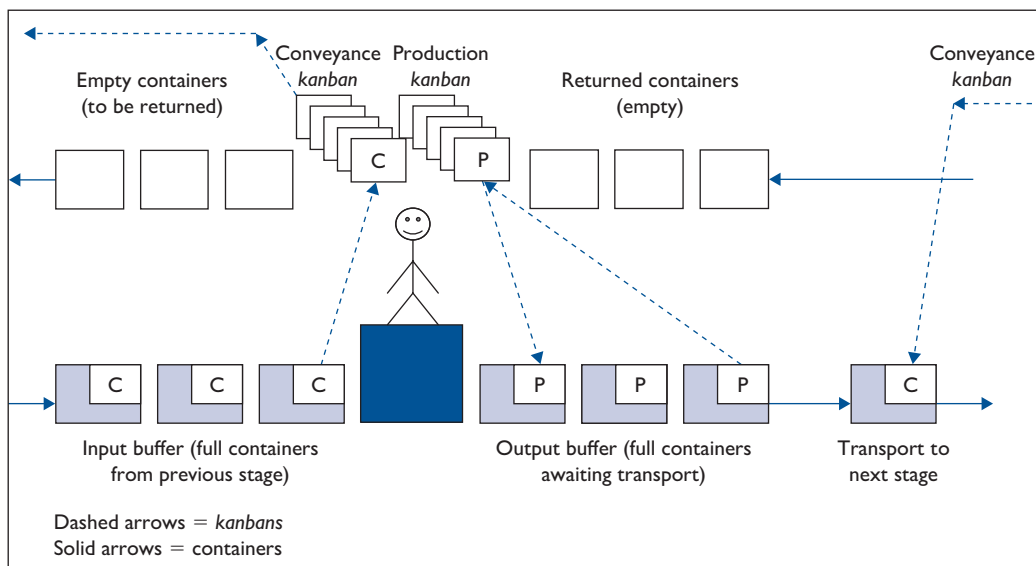 Conveyance
kanban
Production
kanban
Conveyance
kanban
Empty containers
(to be returned)
Returned containers
(empty)
C
P
C
C
C
P
P
P
C
Input buffer (full containers
from previous stage)
Output buffer (full containers
awaiting transport)
Transport to
next stage
Dashed arrows = kanbans
Solid arrows = containers